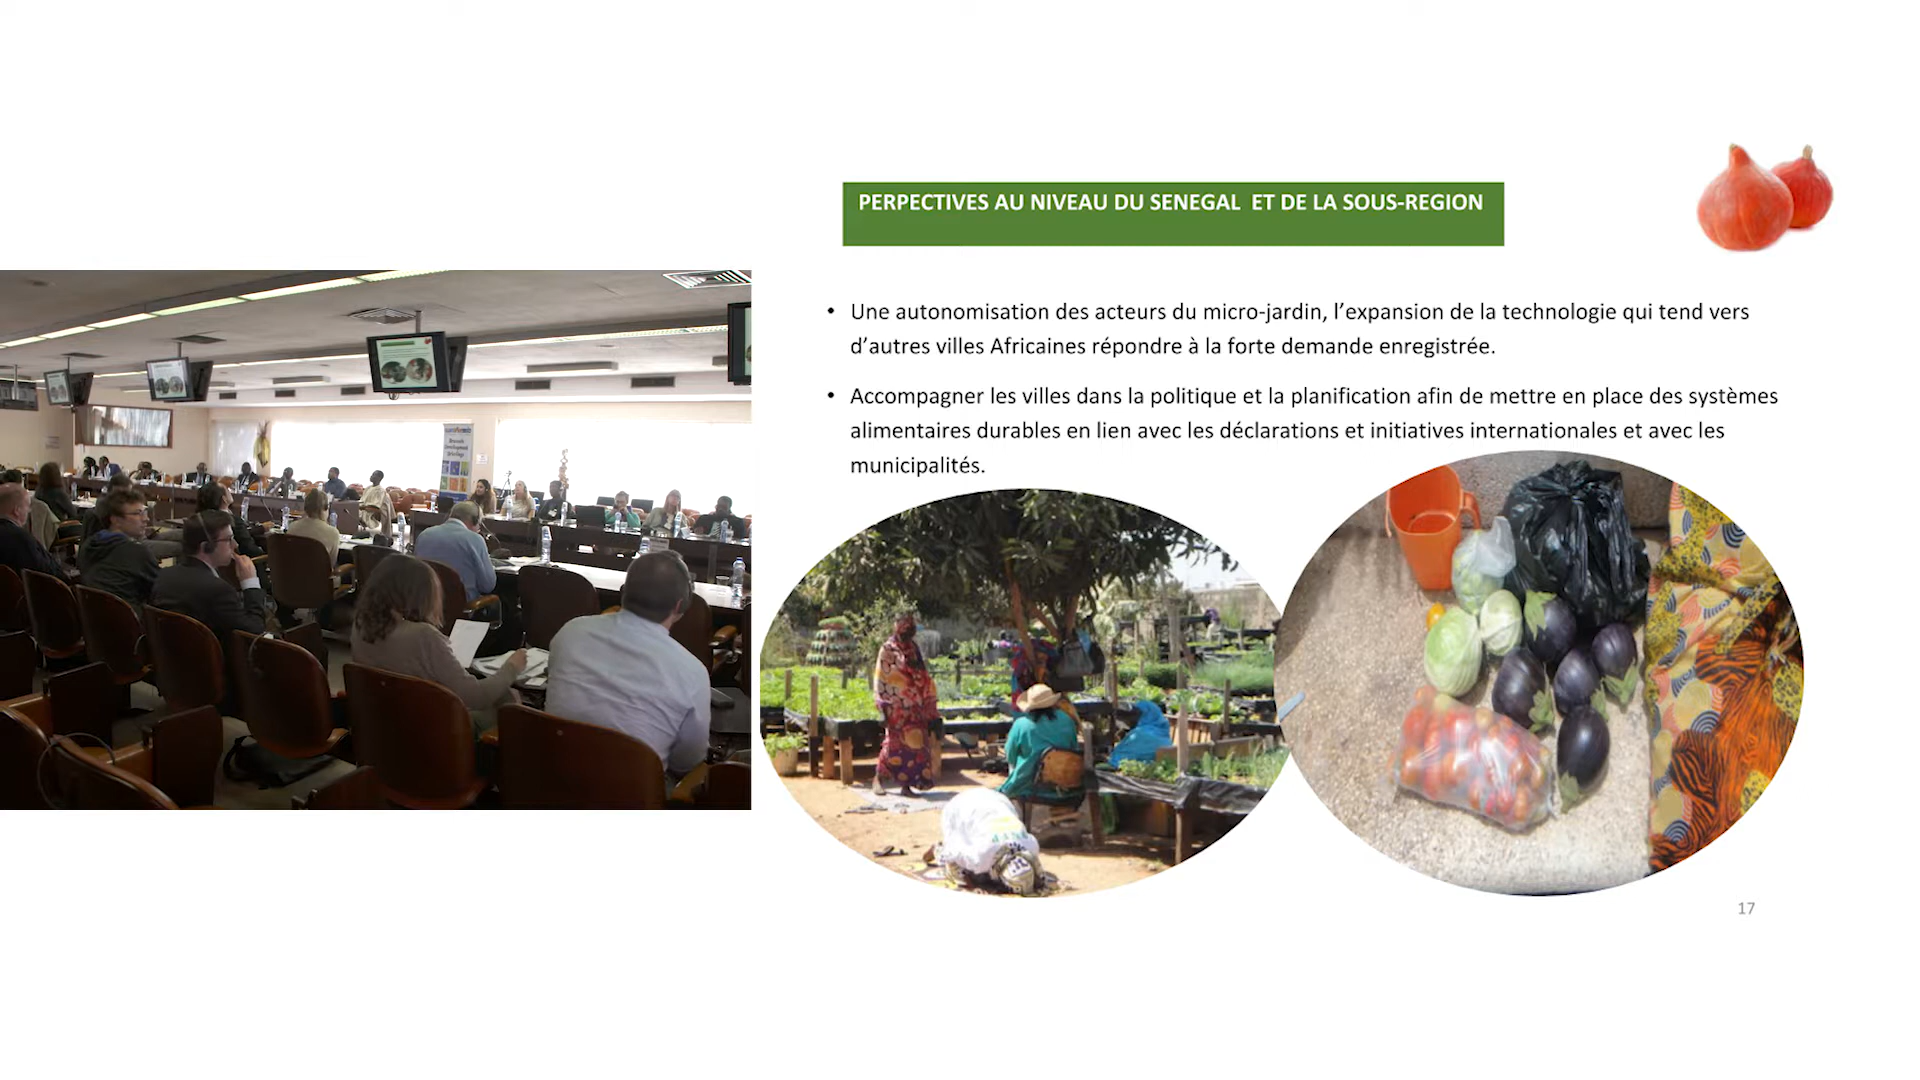 PERPECTIVES AU NIVEAU DU SENEGAL  ET DE LA SOUS-REGION
• Une autonomisation des acteurs du micro-jardin, l’expansion de la technologie qui tend vers
d’autres villes Africaines répondre à la forte demande enregistrée.
• Accompagner les villes dans la politique et la planification afin de mettre en place des systèmes
alimentaires durables en lien avec les déclarations et initiatives internationales et avec les
municipalités.
Brussels
Development
Briefings
17